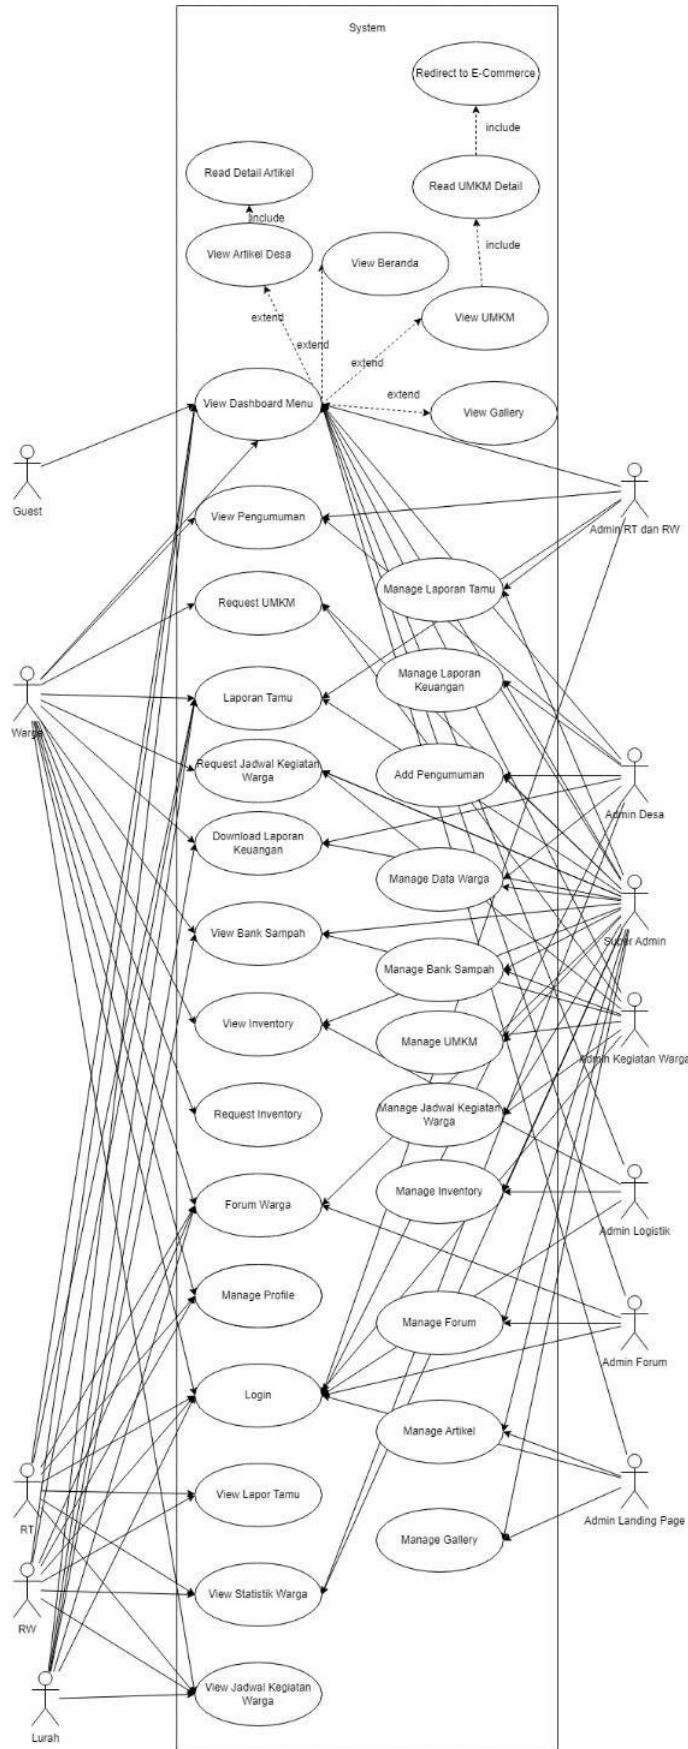 System
Redirect to E-Commerce
include
Read Detail Artikel
Read UMKM Detail
include
View Artikel Desa
View Beranda
include
View UMKM
extend
extend
extend
extend
View Dashboard Menu
View Gallery
Guest
View Pengumuman
Admin RT dan RW
Manage Laporan Tamu
Request UMKM
Manage Laporan
Keuangan
Laporan Tamu
Warga
Request Jadwal Kegiatan
Warga
Add Pengumuman
Admin Desa
Download Laporan
Keuangan
Manage Data Warga
View Bank Sampah
Super Admin
Manage Bank Sampah
View Inventory
Manage UMKM
Admin Kegiatan Warga
Request Inventory
Manage Jadwal Kegiatan
Warga
Forum Warga
Manage Inventory
Admin Logistik
Manage Profile
Manage Forum
Admin Forum
Login
Manage Artikel
View Lapor Tamu
Admin Landing Page
RT
Manage Gallery
View Statistik Warga
RW
View Jadwal Kegiatan
Warga
Lurah